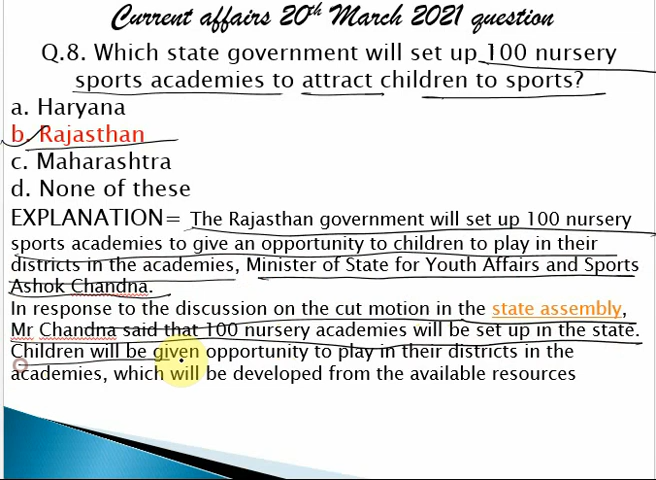 Current affairs 20th March 2021 question
Q.8. Which state government will set up 100 nursery
sports academies to attract children to sports?
a. Haryana
b. Rajasthan
c. Maharashtra
d. None of these
EXPLANATION= The Rajasthan government will set up 100 nursery
sports academies to give an opportunity to children to play in their
districts in the academies, Minister of State for Youth Affairs and Sports
Ashok Chandna.
In response to the discussion on the cut motion in the state assembly,
Mr Chandna said that 100 nursery academies will be set up in the state.
Children will be given opportunity to play in their districts in the
academies, which will be developed from the available resources